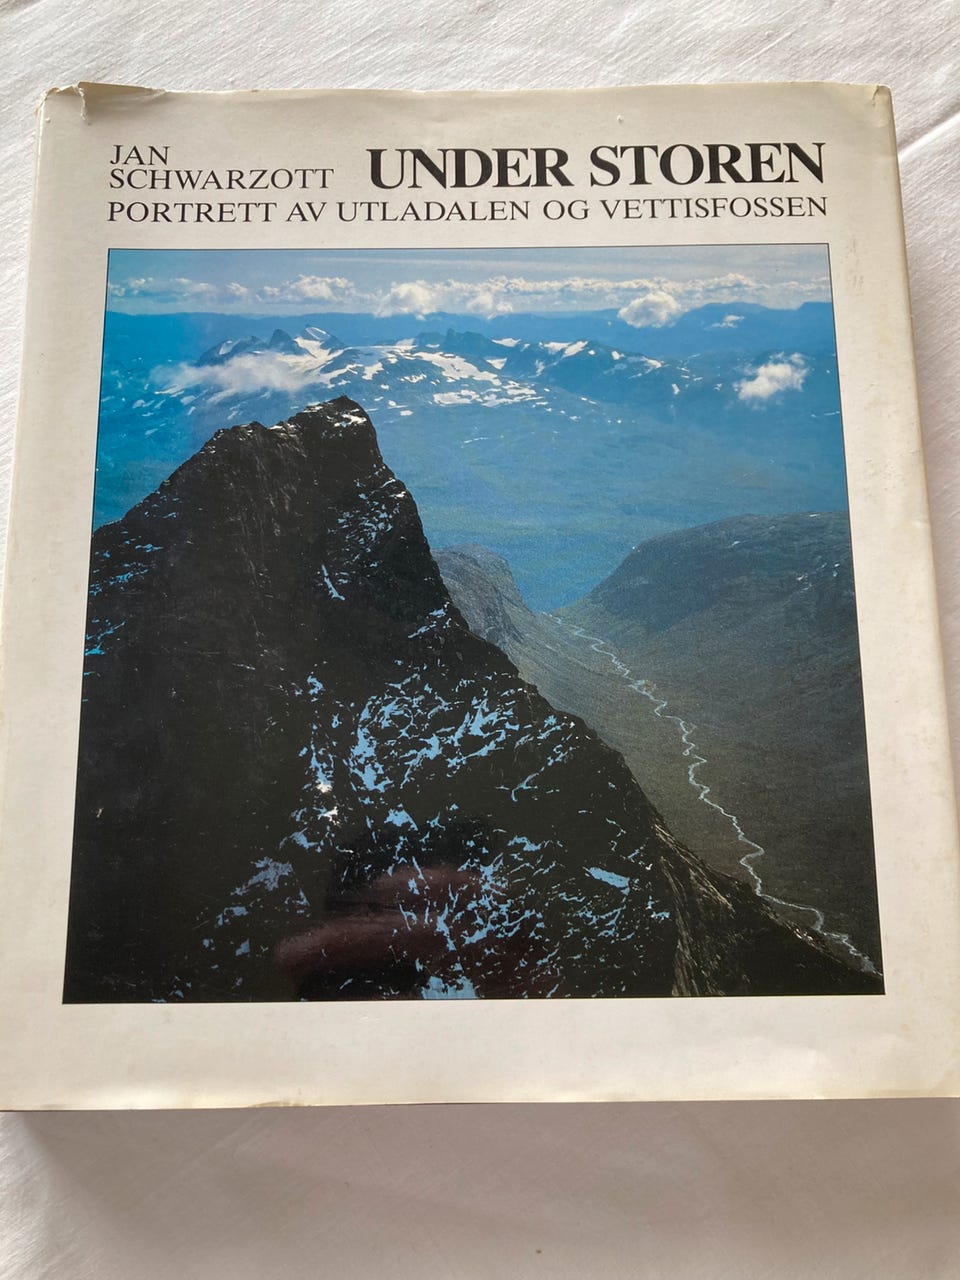 JAN
SCHWARZOTT
UNDER STOREN
PORTRETT AV UTLADALEN OG VETTISFOSSEN